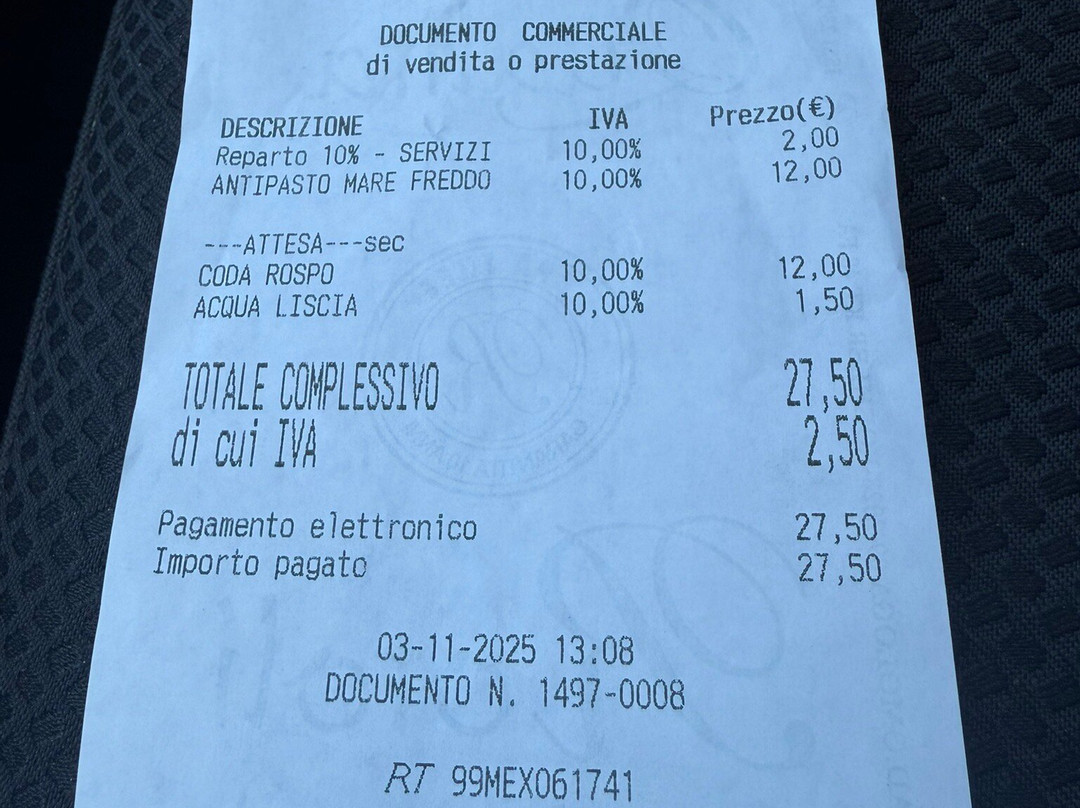 DOCUMENTO COMMERCIALE
di vendita o prestazione
DESCRIZIONE IVA Prezzo(€)
Reparto 10% - SERVIZI 10,00% 2,00
ANTIPASTO MARE FREDDO 10,00% 12,00
---ATTESA---sec
CODA ROSPO 10,00% 12,00
ACQUA LISCIA 10,00% 1,50
TOTALE COMPLESSIVO 27,50
di cui IVA 2,50
Pagamento elettronico 27,50
Importo pagato 27,50
03-11-2025 13:08
DOCUMENTO N. 1497-0008
RT 99MEX061741